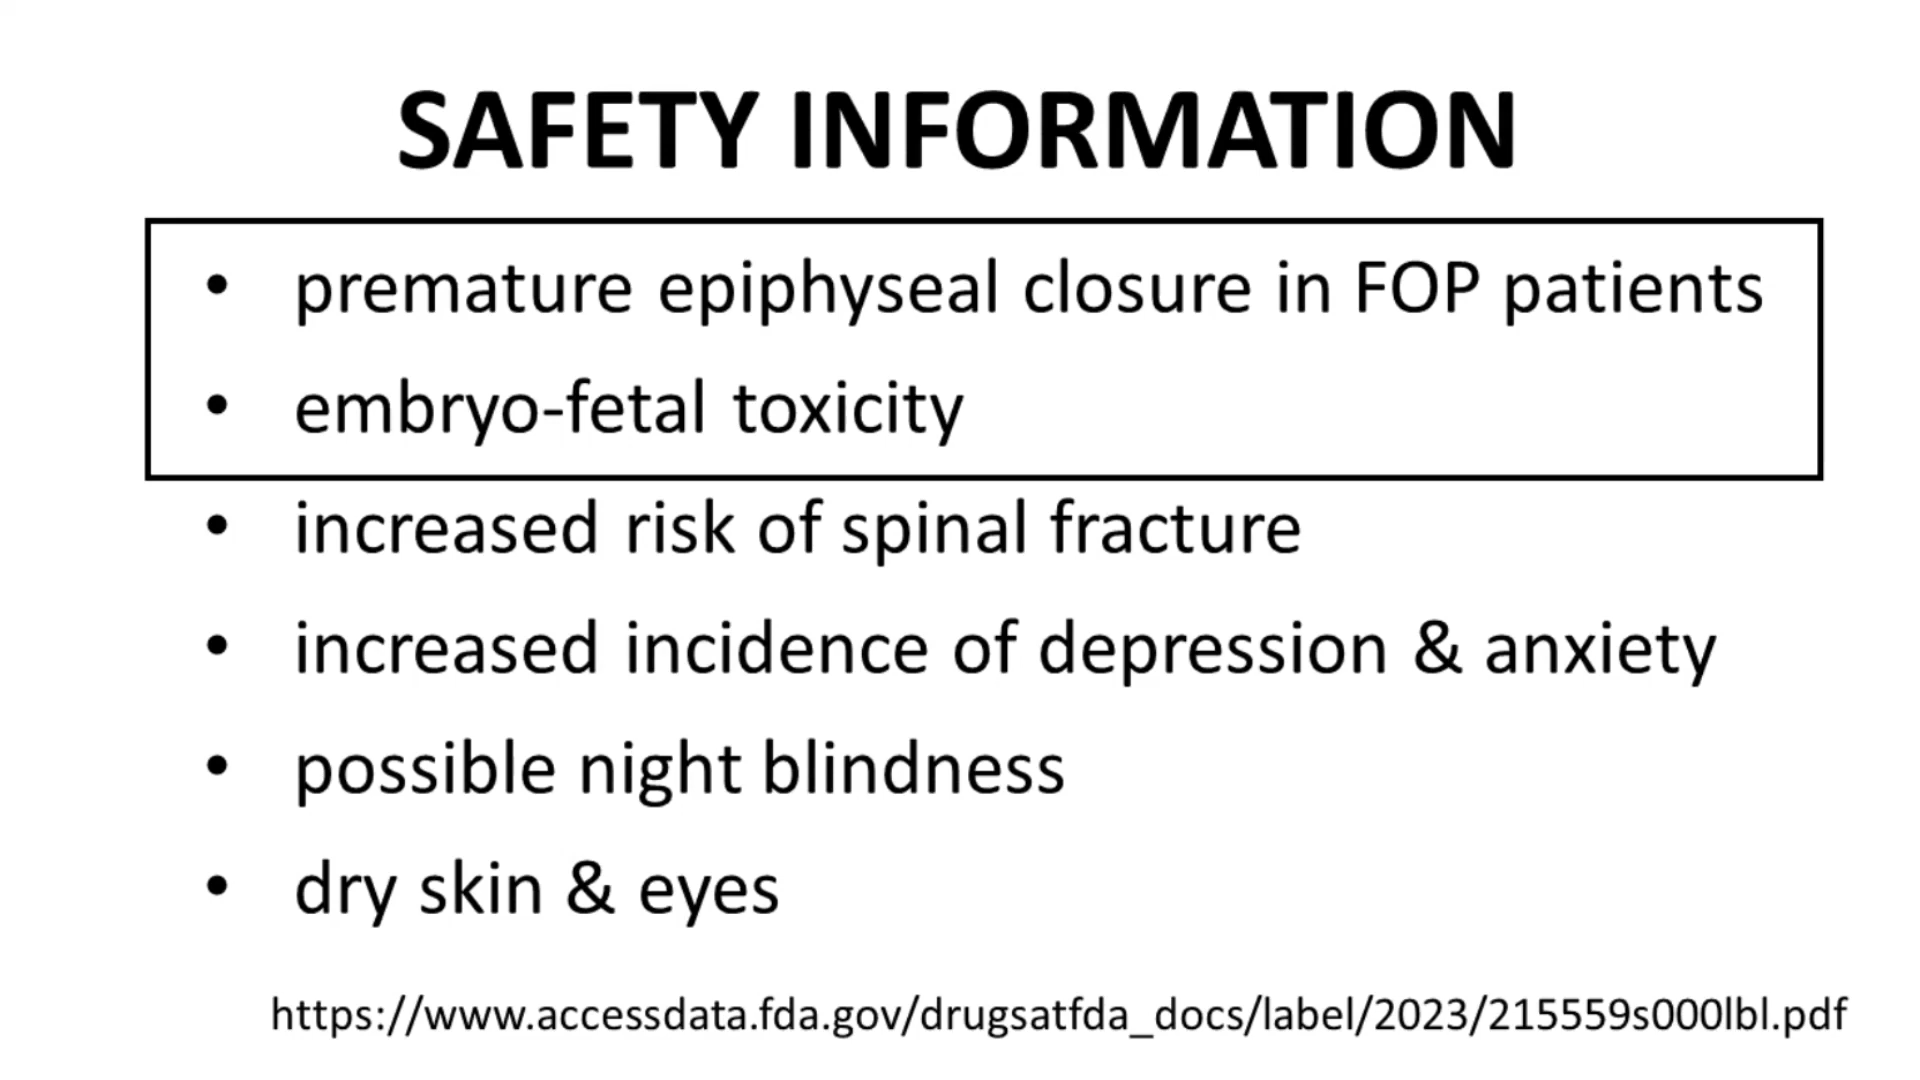 SAFETY INFORMATION
• premature epiphyseal closure in FOP patients
• embryo-fetal toxicity
• increased risk of spinal fracture
• increased incidence of depression & anxiety
• possible night blindness
• dry skin & eyes
https://www.accessdata.fda.gov/drugsatfda_docs/label/2023/215559s000lbl.pdf